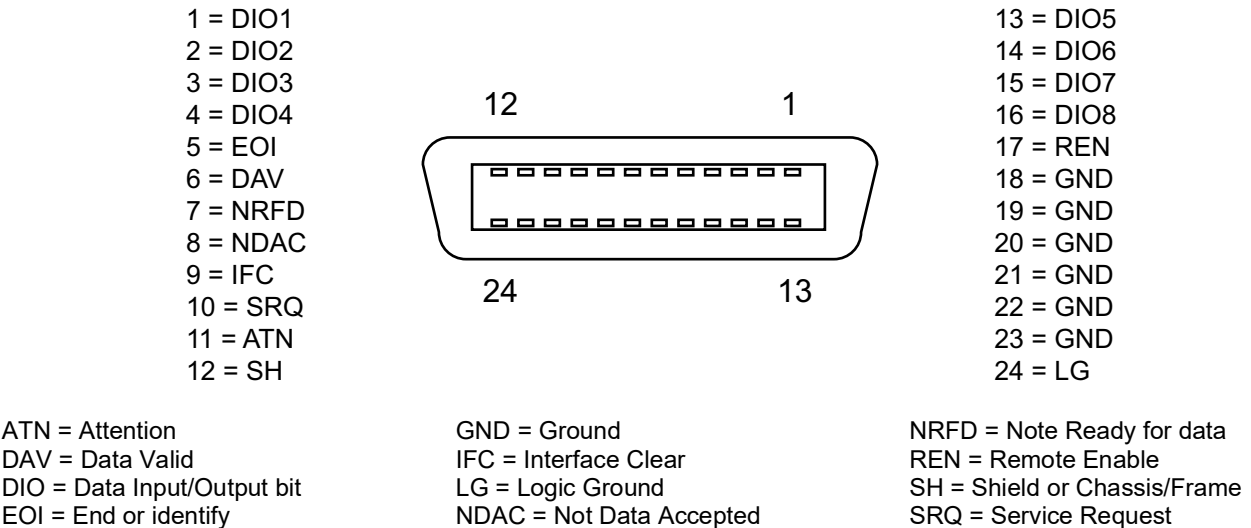 1 = DIO1
2 = DIO2
3 = DIO3
4 = DIO4
5 = EOI
6 = DAV
7 = NRFD
8 = NDAC
9 = IFC
10 = SRQ
11 = ATN
12 = SH
12 1
24 13
13 = DIO5
14 = DIO6
15 = DIO7
16 = DIO8
17 = REN
18 = GND
19 = GND
20 = GND
21 = GND
22 = GND
23 = GND
24 = LG
ATN = Attention
DAV = Data Valid
DIO = Data Input/Output bit
EOI = End or identify
GND = Ground
IFC = Interface Clear
LG = Logic Ground
NDAC = Not Data Accepted
NRFD = Note Ready for data
REN = Remote Enable
SH = Shield or Chassis/Frame
SRQ = Service Request